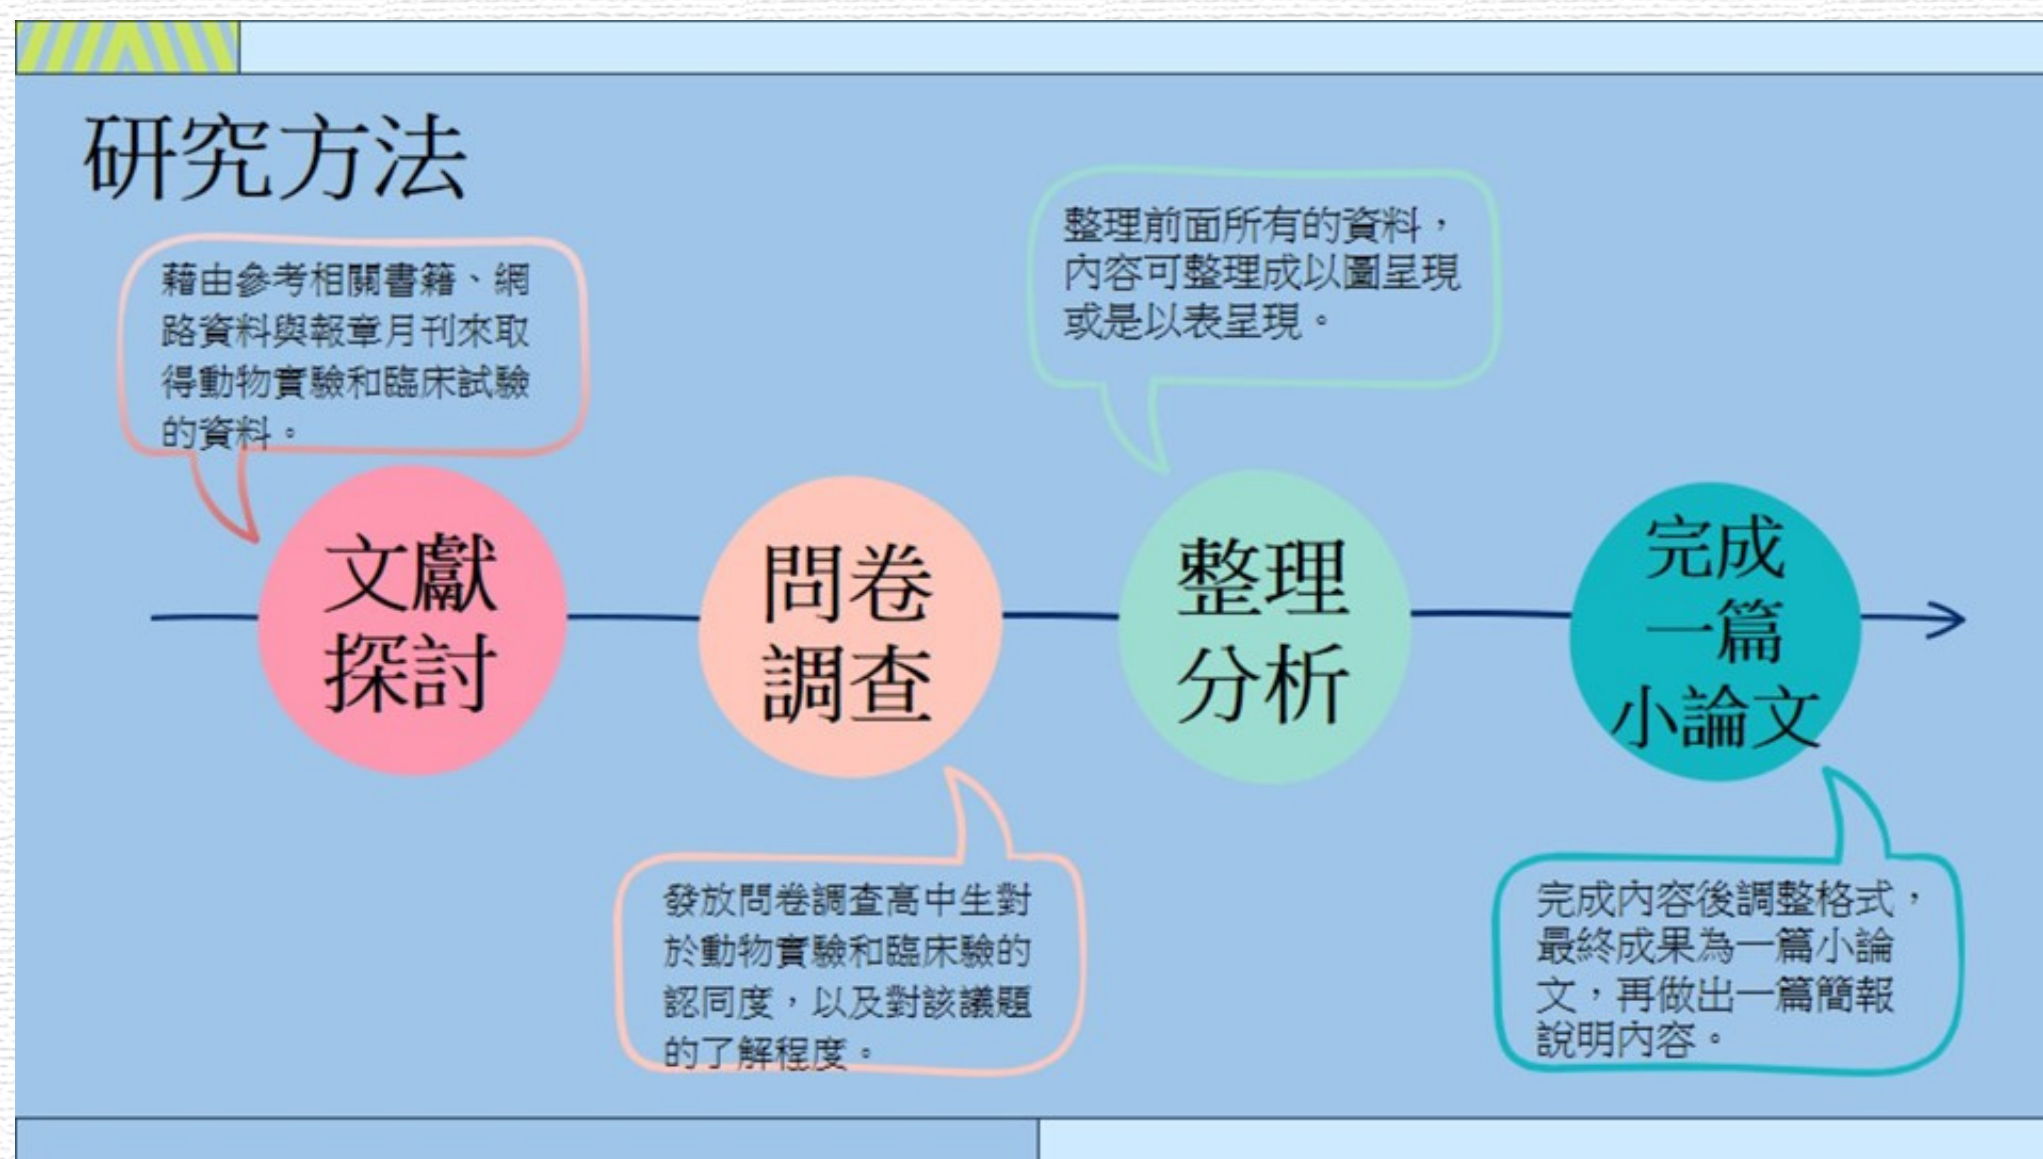 研究方法
藉由參考相關書籍、網
路資料與報章月刊來取
得動物實驗和臨床試驗
的資料。
文獻
探討
問卷
調查
發放問卷調查高中生對
於動物實驗和臨床驗的
認同度，以及對該議題
的了解程度。
整理前面所有的資料，
內容可整理成以圖呈現
或是以表呈現。
整理
分析
完成
一篇
小論文
完成內容後調整格式，
最終成果為一篇小論
文，再做出一篇簡報
說明內容。